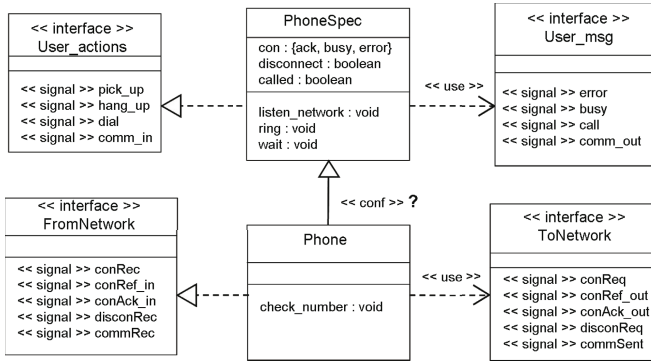 << interface >>
User_actions
<< signal >> pick_up
<< signal >> hang_up
<< signal >> dial
<< signal >> comm_in
PhoneSpec
con : {ack, busy, error}
disconnect : boolean
called : boolean
listen_network : void
ring : void
wait : void
<< use >>
<< interface >>
User_msg
<< signal >> error
<< signal >> busy
<< signal >> call
<< signal >> comm_out
<< conf >> ?
<< interface >>
FromNetwork
<< signal >> conRec
<< signal >> conRef_in
<< signal >> conAck_in
<< signal >> disconRec
<< signal >> commRec
Phone
check_number : void
<< use >>
<< interface >>
ToNetwork
<< signal >> conReq
<< signal >> conRef_out
<< signal >> conAck_out
<< signal >> disconReq
<< signal >> commSent